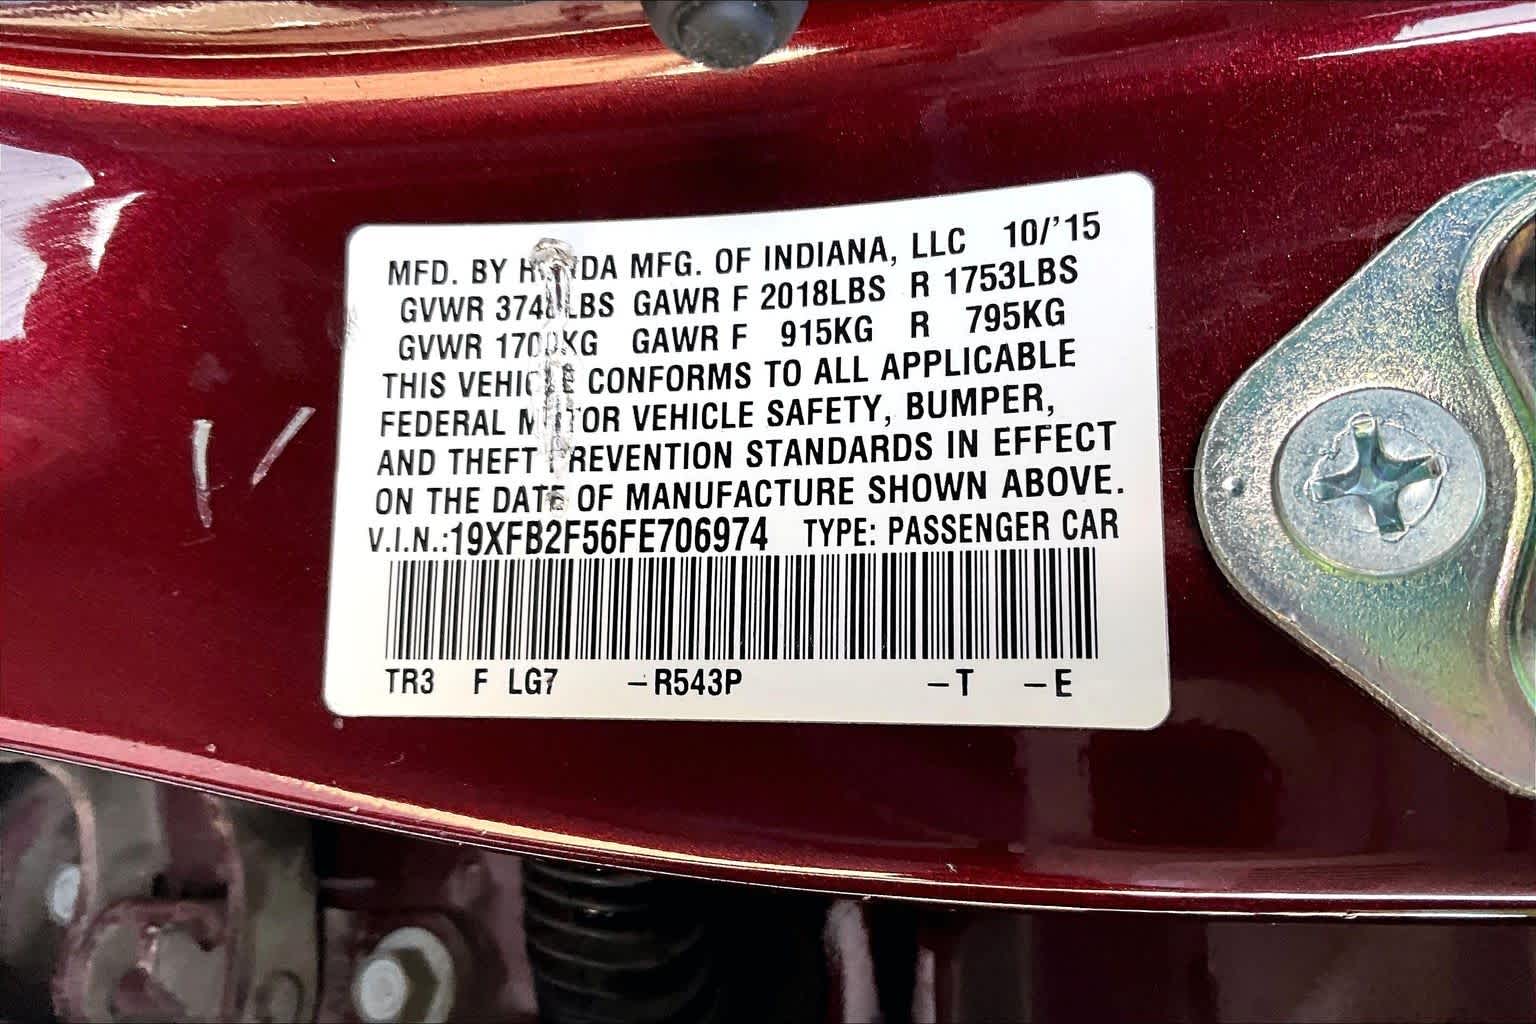 MFD. BY HONDA MFG. OF INDIANA, LLC 10/'15
GVWR 3748LBS GAWR F 2018LBS R 1753LBS
GVWR 1700KG GAWR F 915KG R 795KG
THIS VEHICLE CONFORMS TO ALL APPLICABLE
FEDERAL MOTOR VEHICLE SAFETY, BUMPER,
AND THEFT PREVENTION STANDARDS IN EFFECT
ON THE DATE OF MANUFACTURE SHOWN ABOVE.
V.I.N.:19XFB2F56FE706974 TYPE: PASSENGER CAR
TR3 F LG7 –R543P –T –E